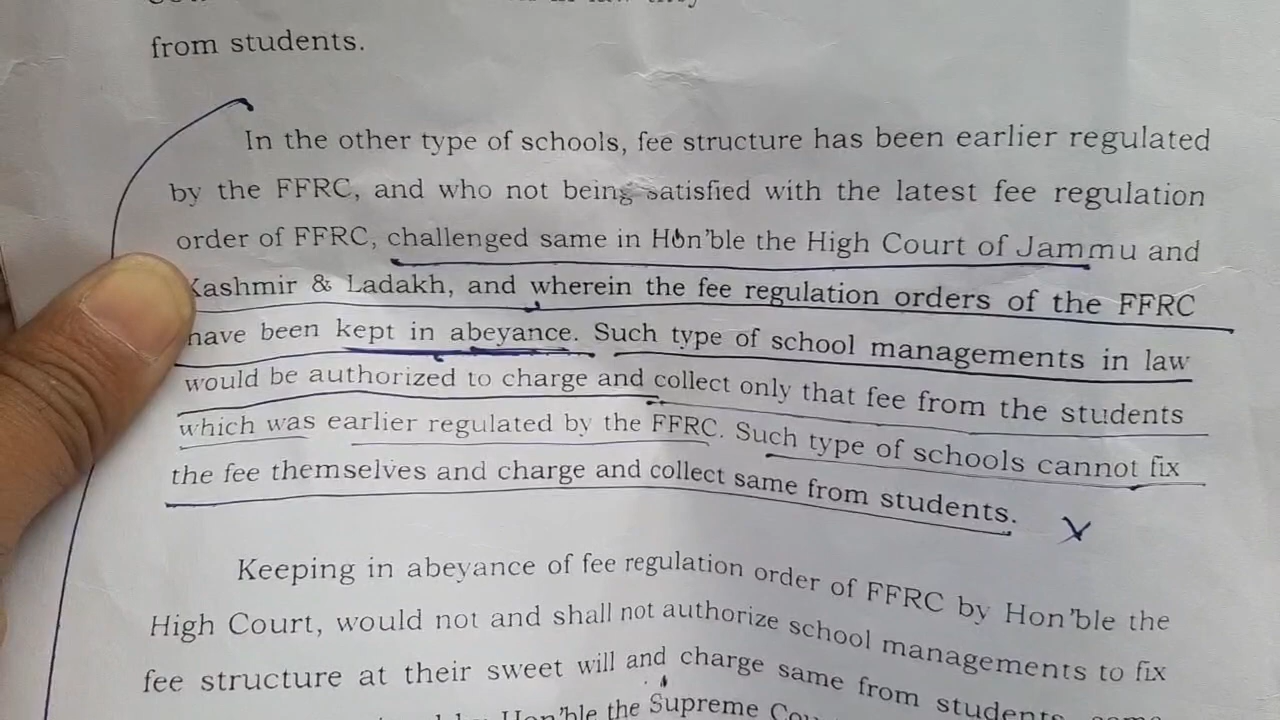 from students.
In the other type of schools, fee structure has been earlier regulated
by the FFRC, and who not being satisfied with the latest fee regulation
order of FFRC, challenged same in Hon'ble the High Court of Jammu and
Kashmir & Ladakh, and wherein the fee regulation orders of the FFRC
have been kept in abeyance. Such type of school managements in law
would be authorized to charge and collect only that fee from the students
which was earlier regulated by the FFRC. Such type of schools cannot fix
the fee themselves and charge and collect same from students.
Keeping in abeyance of fee regulation order of FFRC by Hon'ble the
High Court, would not and shall not authorize school managements to fix
fee structure at their sweet will and charge same from students,
Hon'ble the Supreme